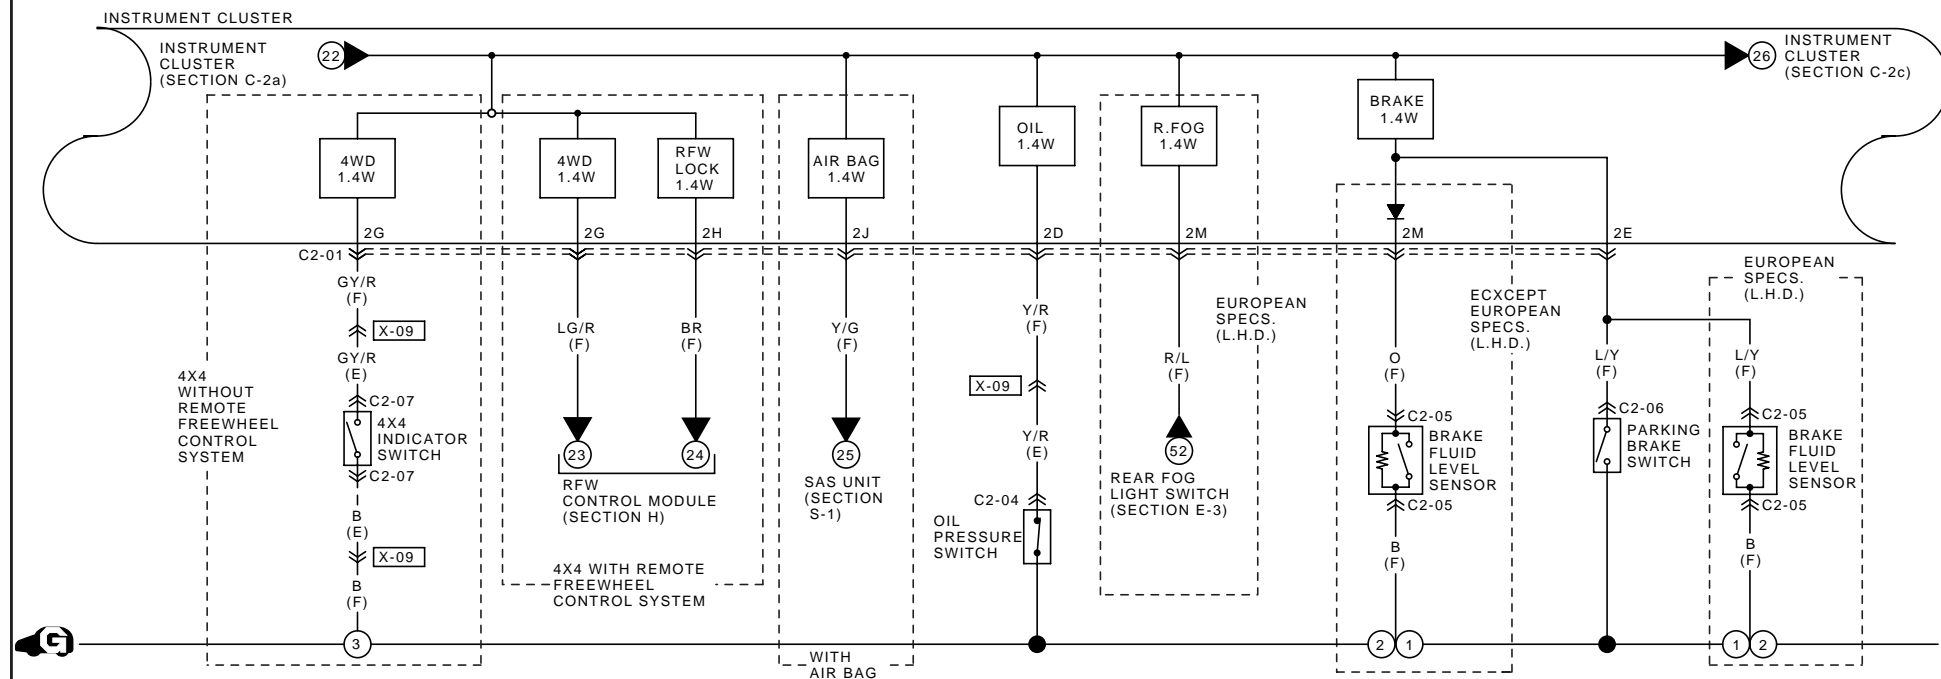 INSTRUMENT CLUSTER
INSTRUMENT
CLUSTER
(SECTION C-2a)
22
26
INSTRUMENT
CLUSTER
(SECTION C-2c)
4WD
1.4W
4WD
1.4W
RFW
LOCK
1.4W
AIR BAG
1.4W
OIL
1.4W
R.FOG
1.4W
BRAKE
1.4W
2G
2G
2H
2J
2D
2M
2M
2E
C2-01
GY/R
(F)
X-09
GY/R
(E)
C2-07
4X4
INDICATOR
SWITCH
C2-07
B
(E)
X-09
B
(F)
3
4X4
WITHOUT
REMOTE
FREEWHEEL
CONTROL
SYSTEM
LG/R
(F)
BR
(F)
23
24
RFW
CONTROL MODULE
(SECTION H)
4X4 WITH REMOTE
FREEWHEEL
CONTROL SYSTEM
Y/G
(F)
25
SAS UNIT
(SECTION
S-1)
WITH
AIR BAG
Y/R
(F)
X-09
Y/R
(E)
C2-04
OIL
PRESSURE
SWITCH
R/L
(F)
52
REAR FOG
LIGHT SWITCH
(SECTION E-3)
EUROPEAN
SPECS.
(L.H.D.)
O
(F)
C2-05
BRAKE
FLUID
LEVEL
SENSOR
C2-05
B
(F)
2
1
ECXCEPT
EUROPEAN
SPECS.
(L.H.D.)
L/Y
(F)
C2-06
PARKING
BRAKE
SWITCH
EUROPEAN
SPECS.
(L.H.D.)
L/Y
(F)
C2-05
BRAKE
FLUID
LEVEL
SENSOR
C2-05
B
(F)
1
2
G